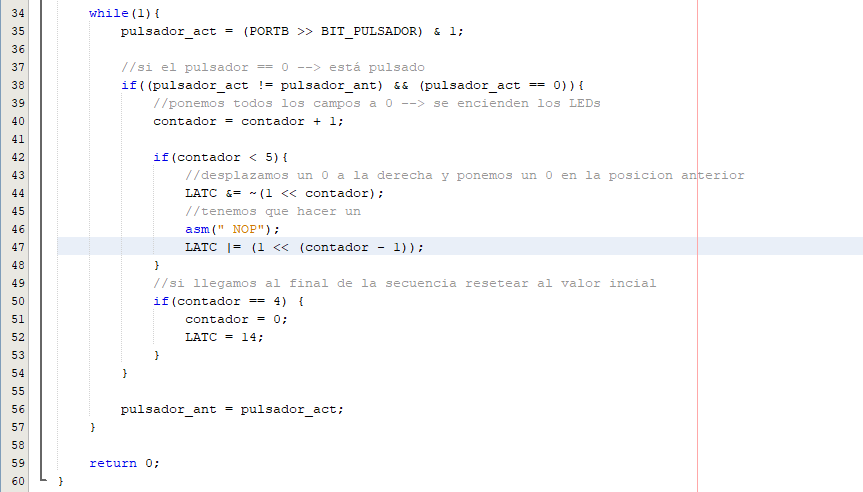 34 while(1){
35 pulsador_act = (PORTB >> BIT_PULSADOR) & 1;
36
37 //si el pulsador == 0 --> está pulsado
38 if((pulsador_act != pulsador_ant) && (pulsador_act == 0)){
39 //ponemos todos los campos a 0 --> se encienden los LEDs
40 contador = contador + 1;
41
42 if(contador < 5){
43 //desplazamos un 0 a la derecha y ponemos un 0 en la posicion anterior
44 LATC &= ~(1 << contador);
45 //tenemos que hacer un
46 asm(" NOP");
47 LATC |= (1 << (contador - 1));
48 }
49 //si llegamos al final de la secuencia resetear al valor incial
50 if(contador == 4) {
51 contador = 0;
52 LATC = 14;
53 }
54 }
55
56 pulsador_ant = pulsador_act;
57 }
58
59 return 0;
60 }